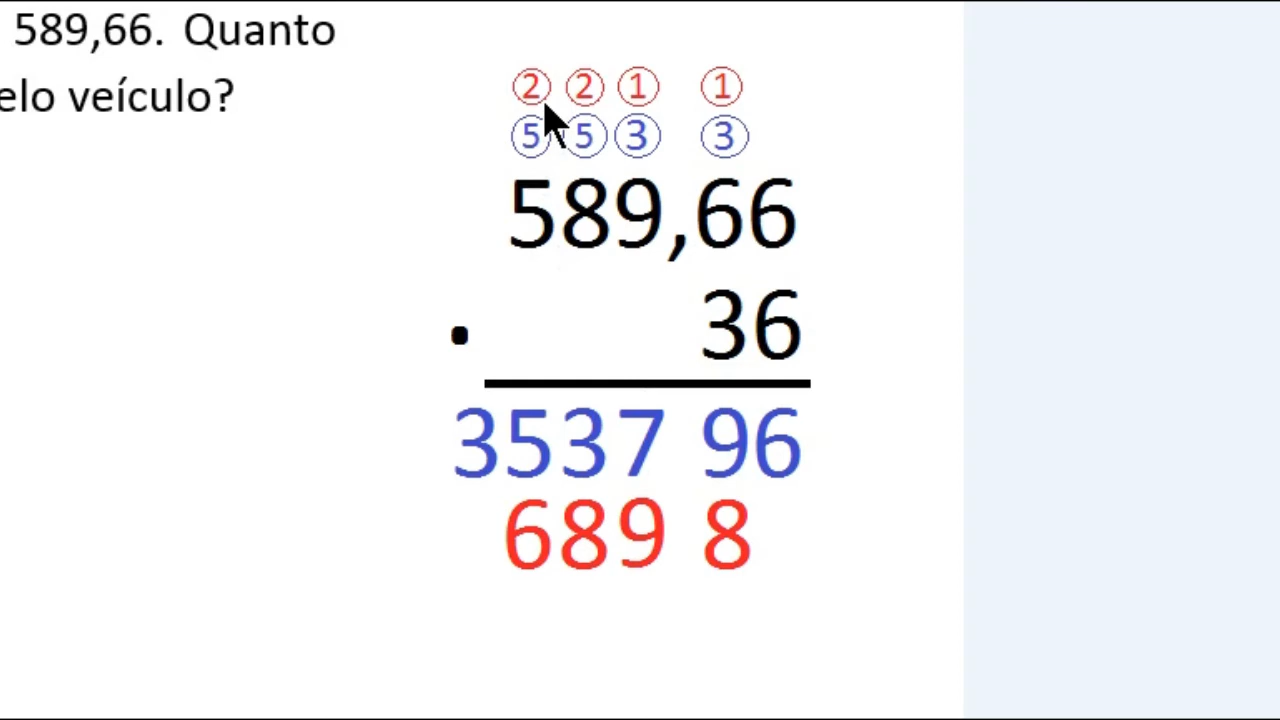 589,66. Quanto
elo veículo?
2 2 1 1
5 5 3 3
589,66
. 36
3537 96
689 8